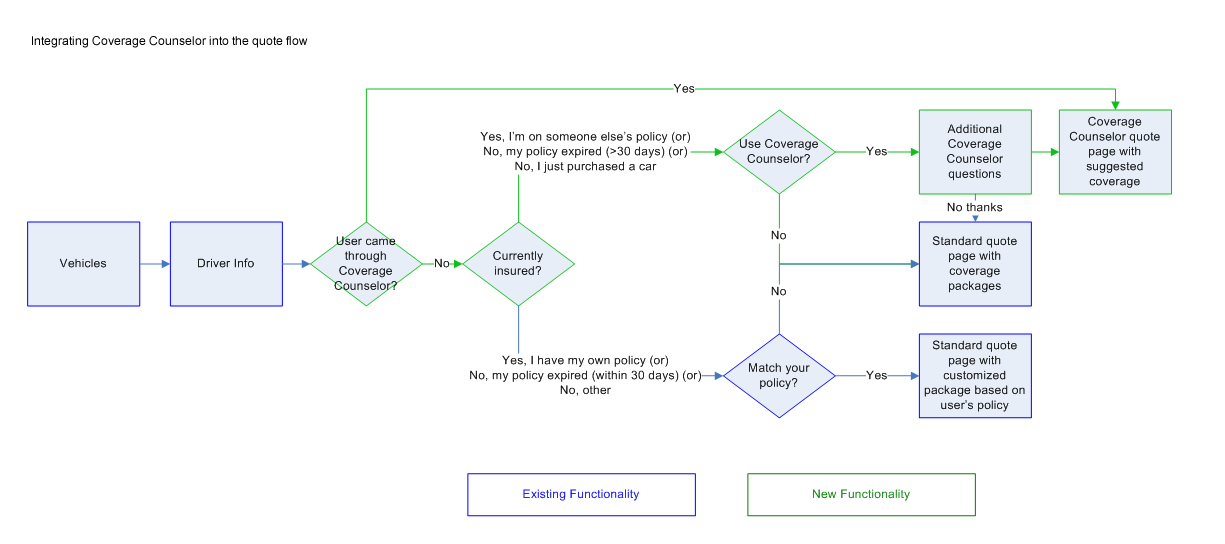 Integrating Coverage Counselor into the quote flow
Yes
Yes, I'm on someone else's policy (or)
No, my policy expired (>30 days) (or)
No, I just purchased a car
Use Coverage
Counselor?
Yes
Additional
Coverage
Counselor
questions
Coverage
Counselor quote
page with
suggested
coverage
No thanks
Vehicles
Driver Info
User came
through
Coverage
Counselor?
No
Currently
insured?
No
No
Standard quote
page with
coverage
packages
Yes, I have my own policy (or)
No, my policy expired (within 30 days) (or)
No, other
Match your
policy?
Yes
Standard quote
page with
customized
package based on
user's policy
Existing Functionality
New Functionality